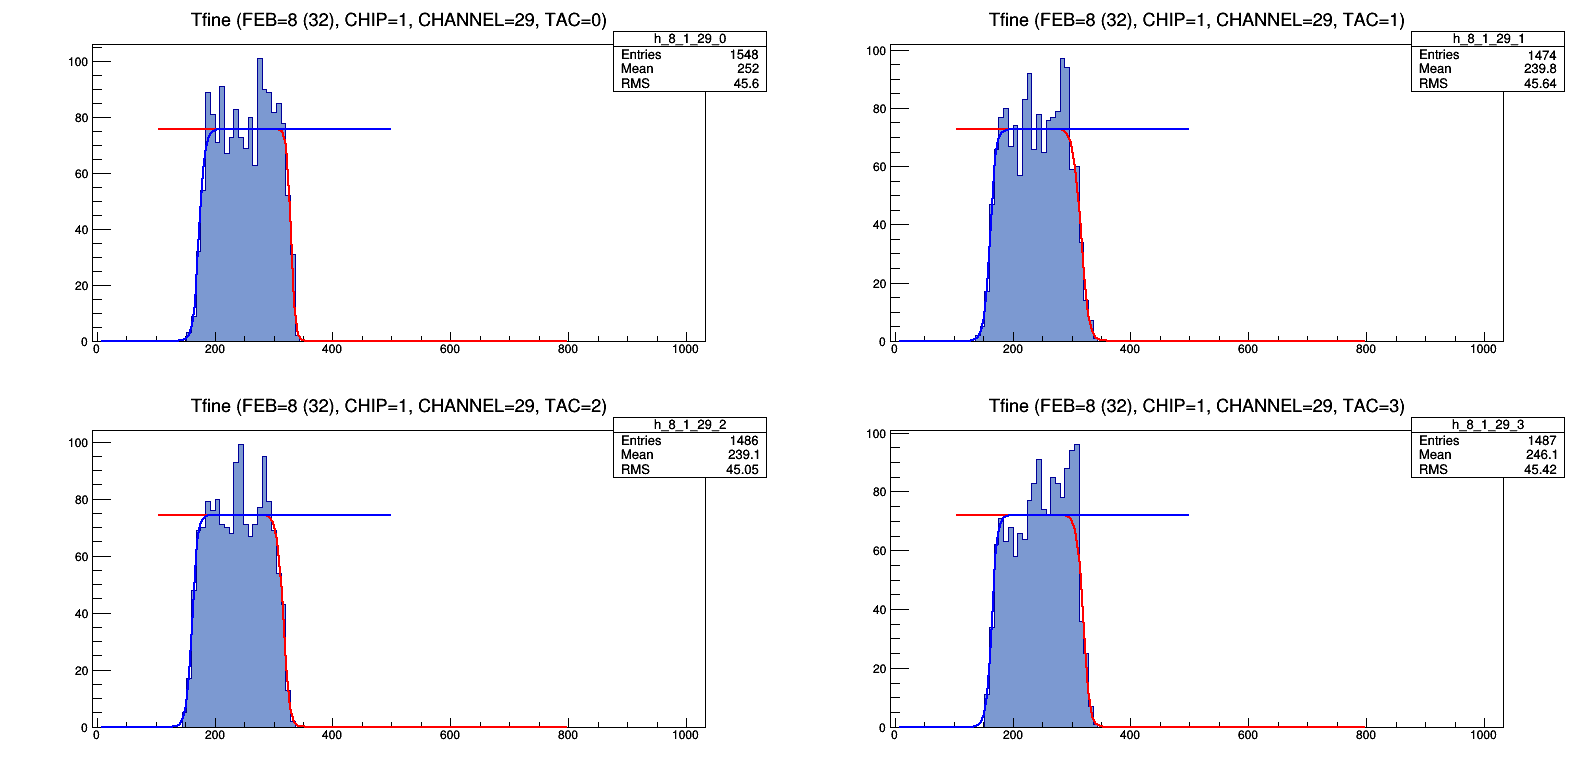 Tfine (FEB=8 (32), CHIP=1, CHANNEL=29, TAC=0)
h_8_1_29_0
Entries 1548
Mean 252
RMS 45.6
100
80
60
40
20
0
0 200 400 600 800 1000
Tfine (FEB=8 (32), CHIP=1, CHANNEL=29, TAC=1)
h_8_1_29_1
Entries 1474
Mean 239.8
RMS 45.64
100
80
60
40
20
0
0 200 400 600 800 1000
Tfine (FEB=8 (32), CHIP=1, CHANNEL=29, TAC=2)
h_8_1_29_2
Entries 1486
Mean 239.1
RMS 45.05
100
80
60
40
20
0
0 200 400 600 800 1000
Tfine (FEB=8 (32), CHIP=1, CHANNEL=29, TAC=3)
h_8_1_29_3
Entries 1487
Mean 246.1
RMS 45.42
100
80
60
40
20
0
0 200 400 600 800 1000